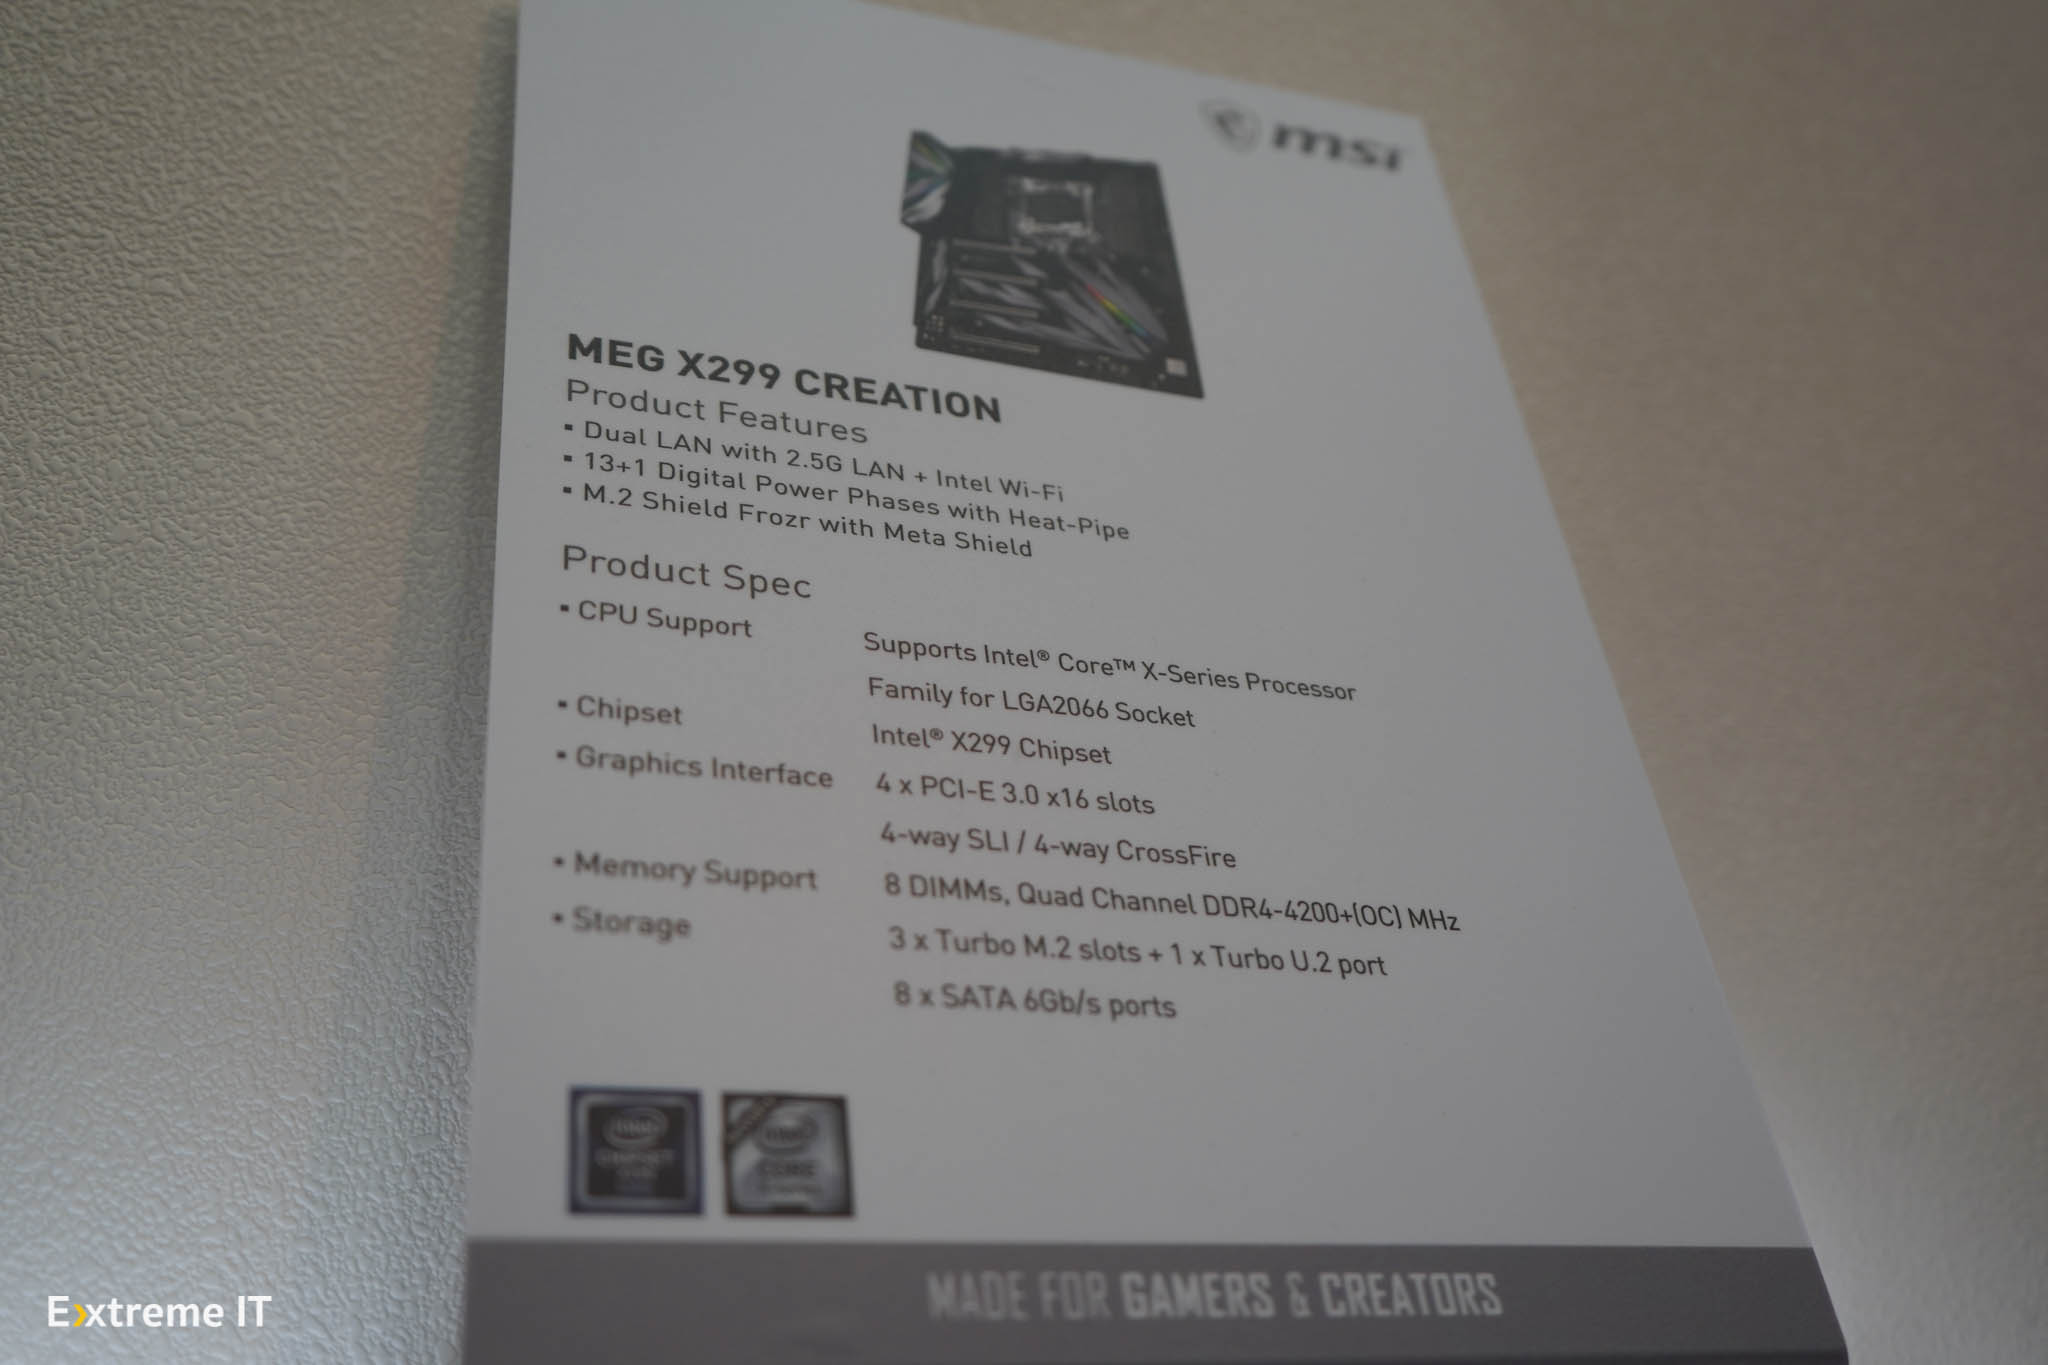 msi
MEG X299 CREATION
Product Features
▪ Dual LAN with 2.5G LAN + Intel Wi-Fi
▪ 13+1 Digital Power Phases with Heat-Pipe
▪ M.2 Shield Frozr with Meta Shield
Product Spec
▪ CPU Support Supports Intel® Core™ X-Series Processor
Family for LGA2066 Socket
▪ Chipset Intel® X299 Chipset
▪ Graphics Interface 4 x PCI-E 3.0 x16 slots
4-way SLI / 4-way CrossFire
▪ Memory Support 8 DIMMs, Quad Channel DDR4-4200+(OC) MHz
▪ Storage 3 x Turbo M.2 slots + 1 x Turbo U.2 port
8 x SATA 6Gb/s ports
intel
CHIPSET
intel
CORE
MADE FOR GAMERS & CREATORS
Extreme IT